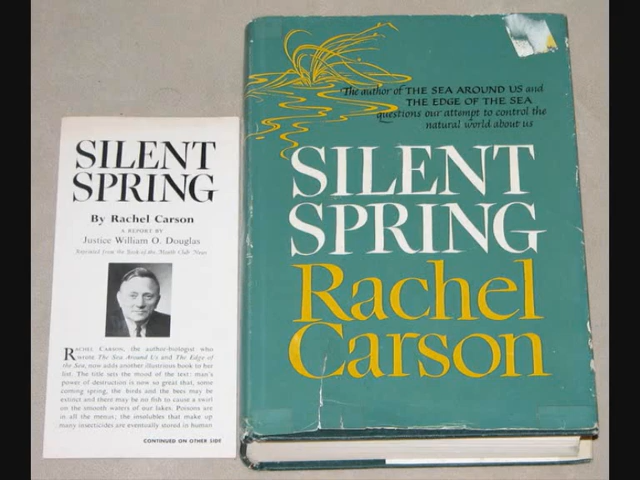 SILENT
SPRING
By Rachel Carson
A REPORT BY
Justice William O. Douglas
Reprinted from the Book of the Month Club News
RACHEL CARSON, the author-biologist who
wrote The Sea Around Us and The Edge of
the Sea, now adds another illustrious book to her
list. The title sets the mood of the text: man's
power of destruction is now so great that, some
coming spring, the birds and the bees may be
extinct and there may be no fish to cause a swirl
on the smooth waters of our lakes. Poisons are
in all the menus; the insolubles that make up
many insecticides are eventually stored in human
CONTINUED ON OTHER SIDE
The author of THE SEA AROUND US and
THE EDGE OF THE SEA
questions our attempt to control the
natural world about us
SILENT
SPRING
Rachel
Carson